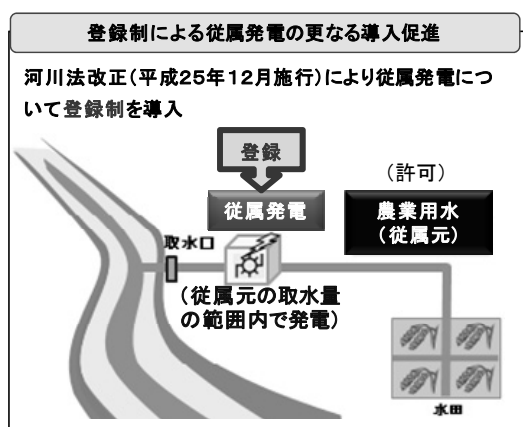 登録制による従属発電の更なる導入促進
河川法改正(平成25年12月施行)により従属発電につ
いて登録制を導入
登録
従属発電
(許可)
農業用水
(従属元)
取水口
(従属元の取水量
の範囲内で発電)
水田